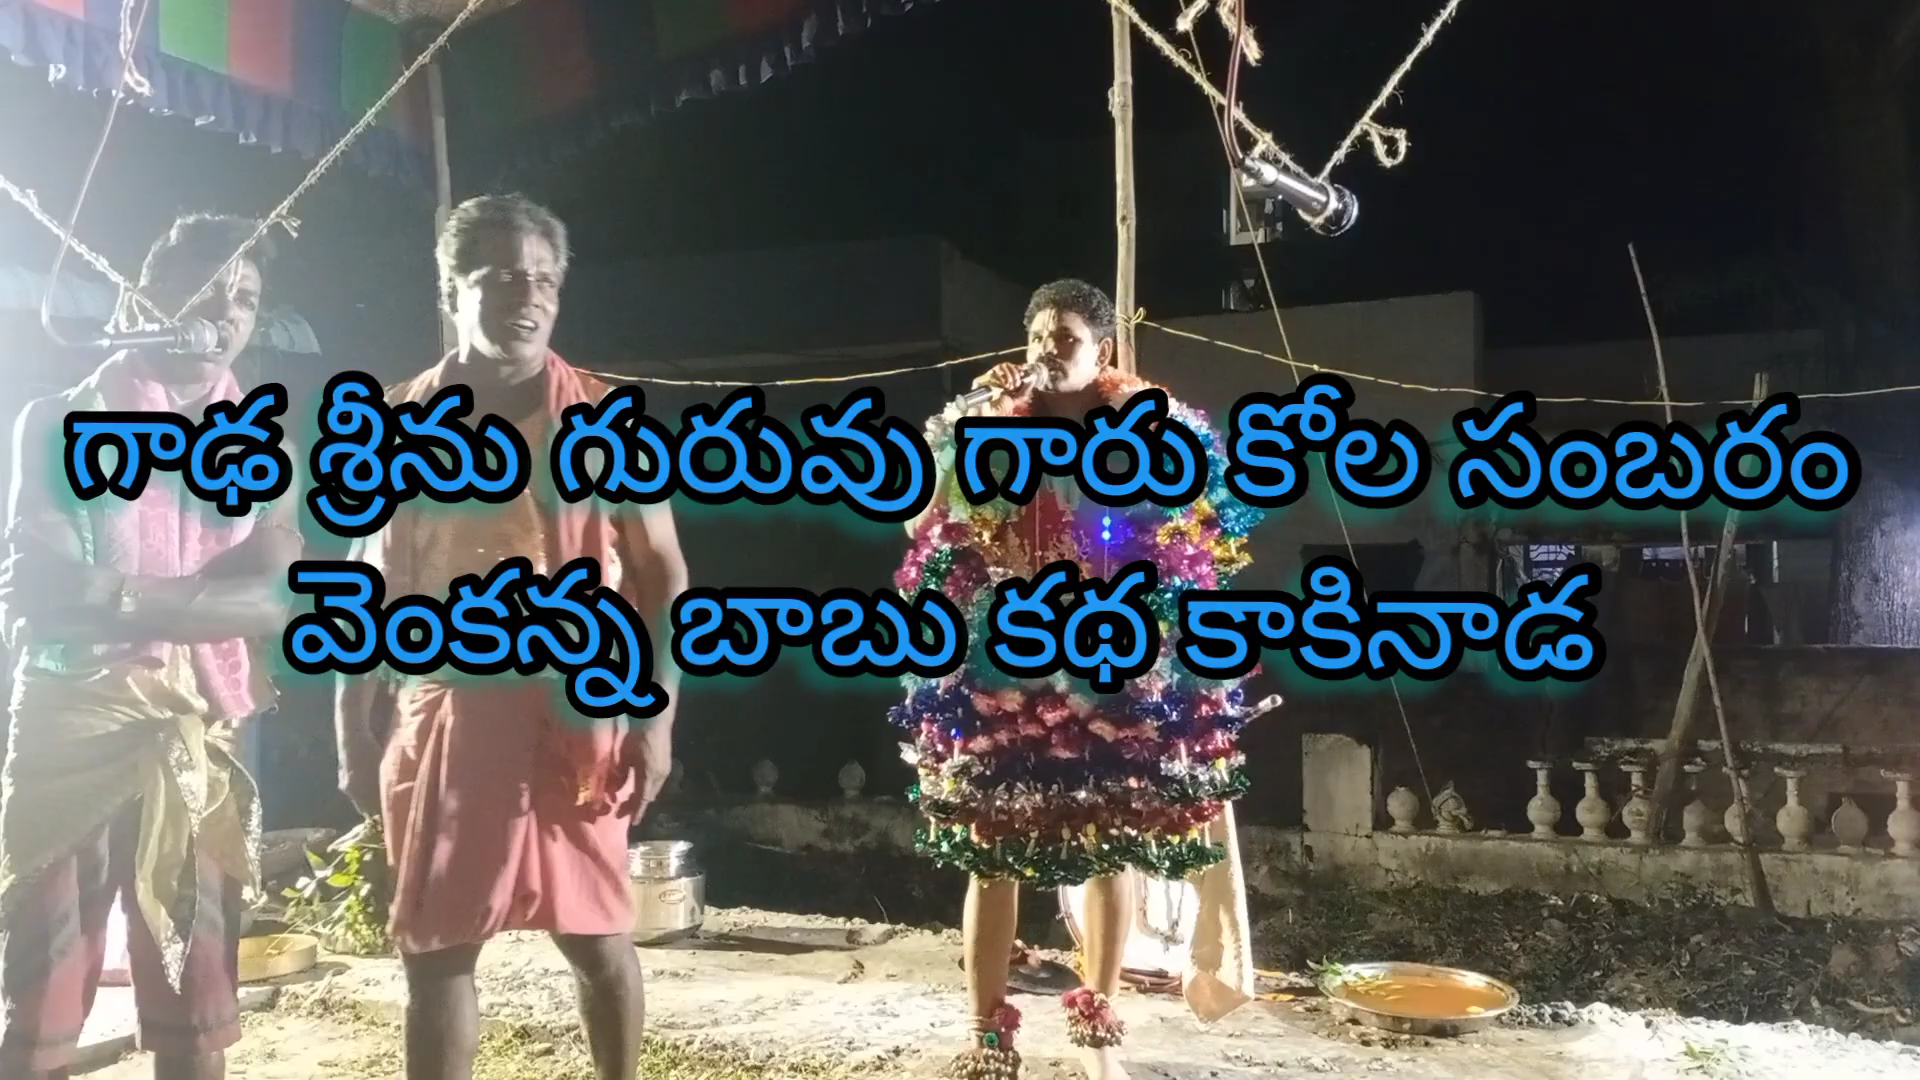 గాఢ శ్రీను గురువు గారు కోల సంబరం
వెంకన్న బాబు కథ కాకినాడ